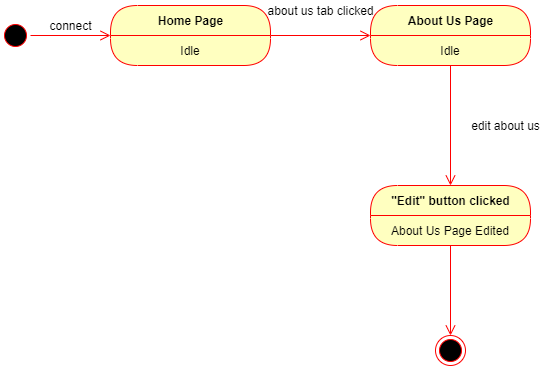 connect
Home Page
Idle
about us tab clicked
About Us Page
Idle
edit about us
"Edit" button clicked
About Us Page Edited